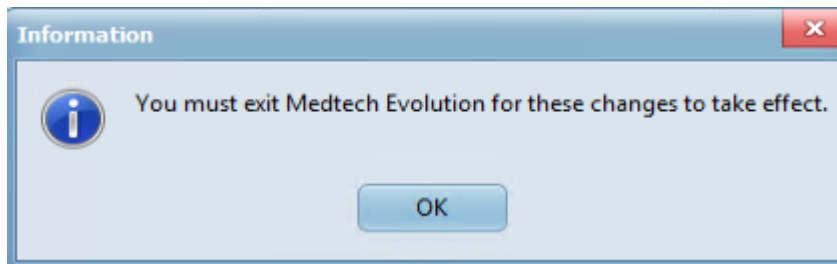 Information
You must exit Medtech Evolution for these changes to take effect.
OK